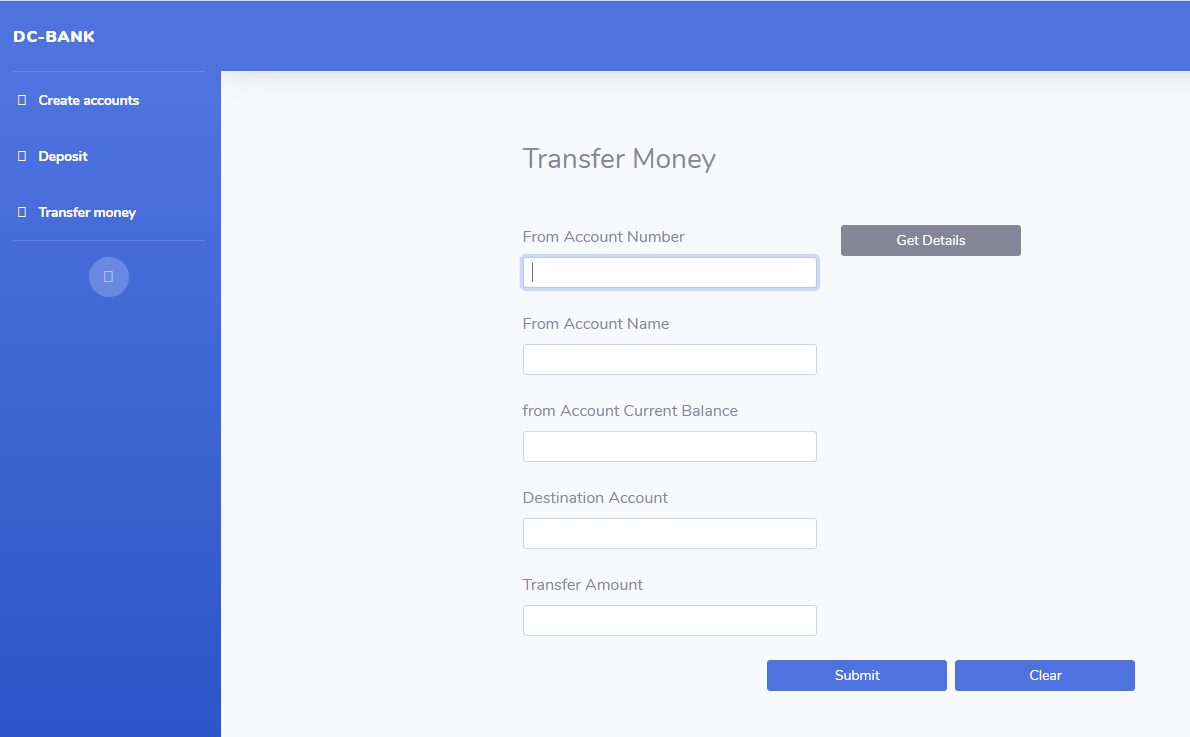 DC-BANK
Create accounts
Deposit
Transfer money
Transfer Money
From Account Number
Get Details
From Account Name
from Account Current Balance
Destination Account
Transfer Amount
Submit
Clear